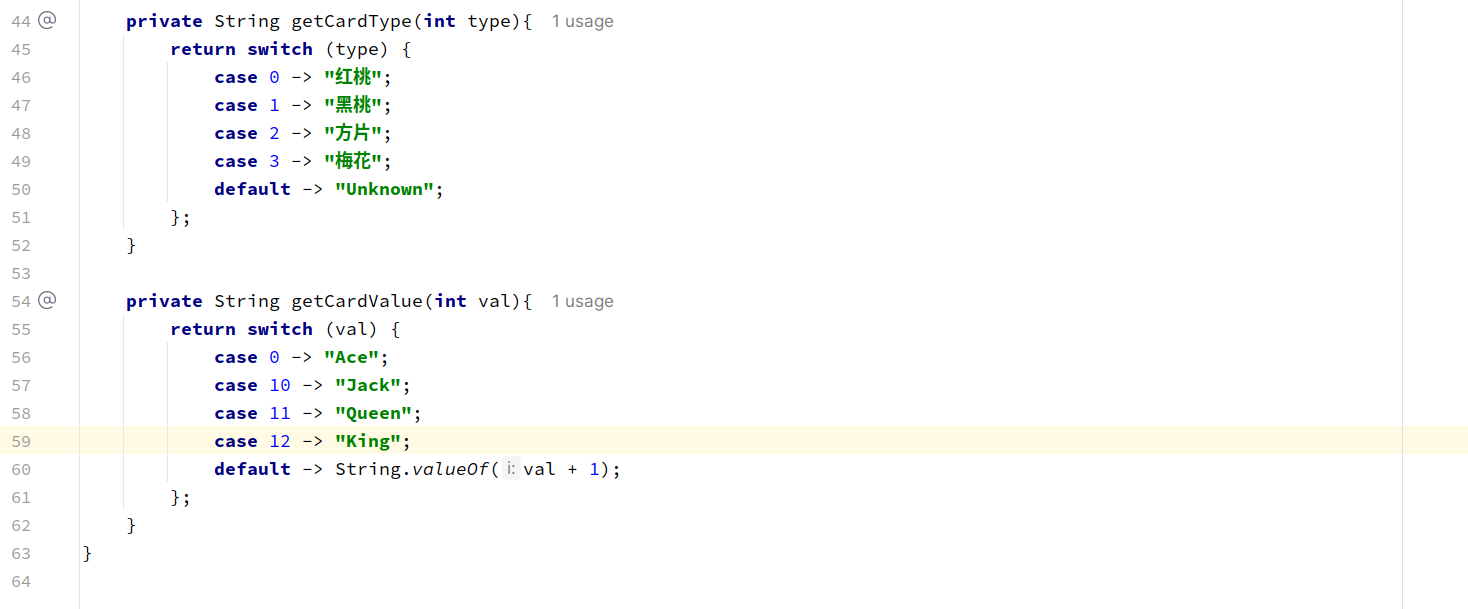 44 @ private String getCardType(int type){ 1 usage
45 return switch (type) {
46 case 0 -> "红桃";
47 case 1 -> "黑桃";
48 case 2 -> "方片";
49 case 3 -> "梅花";
50 default -> "Unknown";
51 };
52 }
53
54 @ private String getCardValue(int val){ 1 usage
55 return switch (val) {
56 case 0 -> "Ace";
57 case 10 -> "Jack";
58 case 11 -> "Queen";
59 case 12 -> "King";
60 default -> String.valueOf( i: val + 1);
61 };
62 }
63 }
64